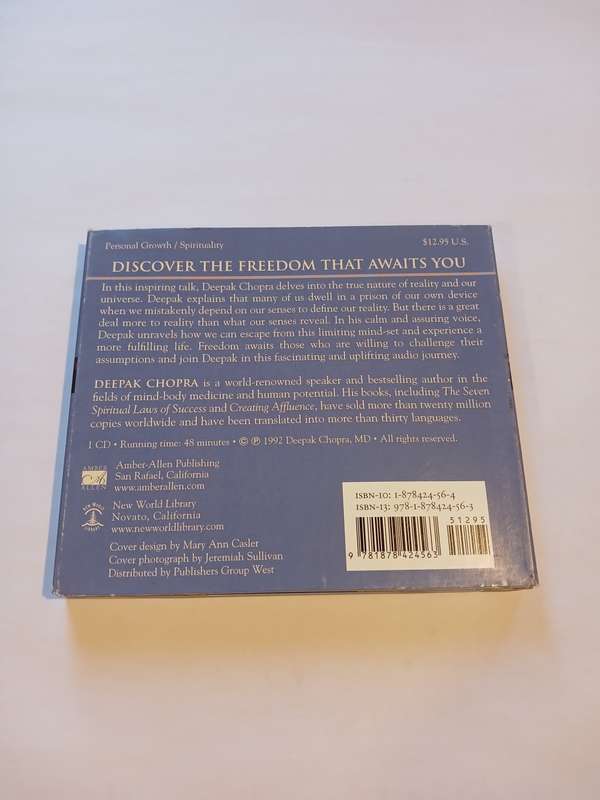 Personal Growth / Spirituality
$12.95 U.S.
DISCOVER THE FREEDOM THAT AWAITS YOU
In this inspiring talk, Deepak Chopra delves into the true nature of reality and our
universe. Deepak explains that many of us dwell in a prison of our own device
when we mistakenly depend on our senses to define our reality. But there is a great
deal more to reality than what our senses reveal. In his calm and assuring voice,
Deepak unravels how we can escape from this limiting mind-set and experience a
more fulfilling life. Freedom awaits those who are willing to challenge their
assumptions and join Deepak in this fascinating and uplifting audio journey.
DEEPAK CHOPRA is a world-renowned speaker and bestselling author in the
fields of mind-body medicine and human potential. His books, including The Seven
Spiritual Laws of Success and Creating Affluence, have sold more than twenty million
copies worldwide and have been translated into more than thirty languages.
1 CD • Running time: 48 minutes • © ℗ 1992 Deepak Chopra, MD • All rights reserved.
AMBER
ALLEN
Amber-Allen Publishing
San Rafael, California
www.amberallen.com
NEW WORLD
LIBRARY
New World Library
Novato, California
www.newworldlibrary.com
Cover design by Mary Ann Casler
Cover photograph by Jeremiah Sullivan
Distributed by Publishers Group West
ISBN-10: 1-878424-56-4
ISBN-13: 978-1-878424-56-3
51295
9 781878 424563